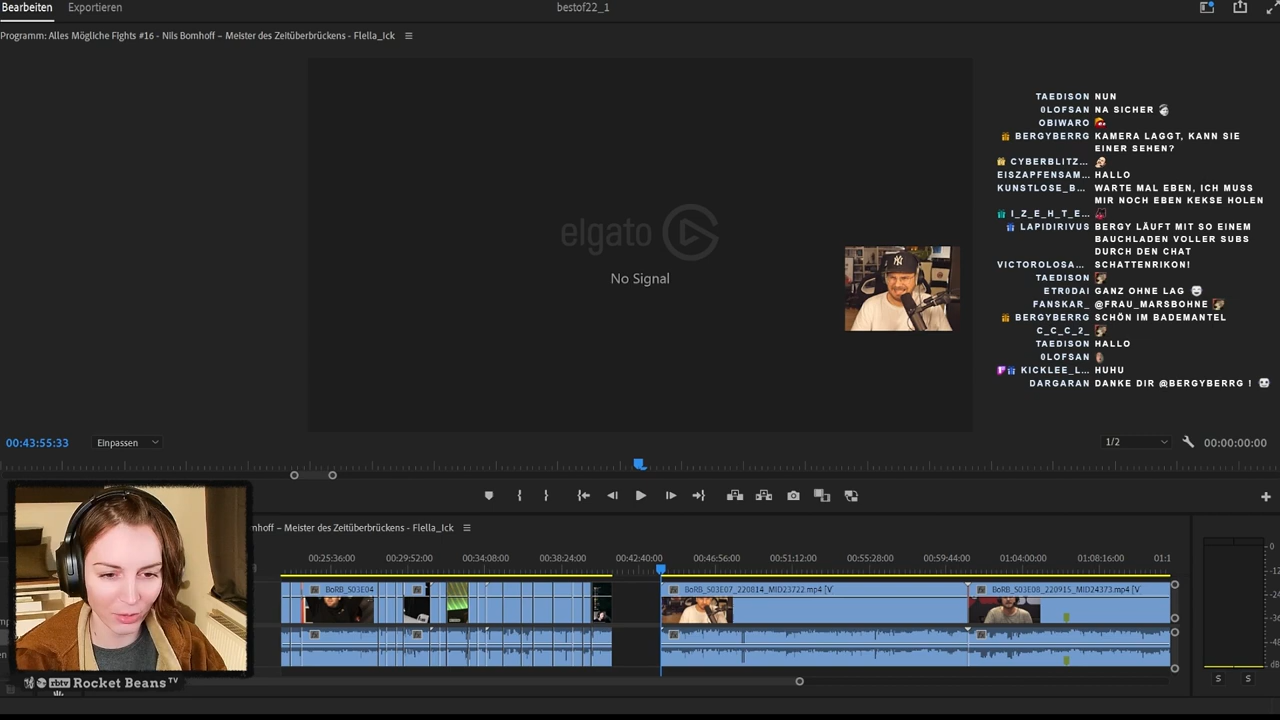 Bearbeiten
Exportieren
bestof22_1
Programm: Alles Mögliche Fights #16 - Nils Bomhoff – Meister des Zeitüberbrückens - Flella_Ick
TAEDISON NUN
0LOFSAN NA SICHER
OBIWARO
BERGYBERRG KAMERA LAGGT, KANN SIE
EINER SEHEN?
CYBERBLITZ...
EISZAPFENSAM... HALLO
KUNSTLOSE_B... WARTE MAL EBEN, ICH MUSS
MIR NOCH EBEN KEKSE HOLEN
I_Z_E_H_T_E...
LAPIDIRIVUS BERGY LÄUFT MIT SO EINEM
BAUCHLADEN VOLLER SUBS
DURCH DEN CHAT
VICTOROLOSA... SCHATTENRIKON!
TAEDISON
ETR0DAI GANZ OHNE LAG
FANSKAR_ @FRAU_MARSBOHNE
BERGYBERRG SCHÖN IM BADEMANTEL
C_C_C_2_
TAEDISON HALLO
0LOFSAN
KICKLEE_L... HUHU
DARGARAN DANKE DIR @BERGYBERRG !
elgato
No Signal
00:43:55:33
Einpassen
1/2
00:00:00:00
mhoff – Meister des Zeitüberbrückens - Flella_Ick
00:25:36:00
00:29:52:00
00:34:08:00
00:38:24:00
00:42:40:00
00:46:56:00
00:51:12:00
00:55:28:00
00:59:44:00
01:04:00:00
01:08:16:00
01:1
BoRB_S03E04
BoRB_S03E07_220814_MID23722.mp4 [V
BoRB_S03E08_220915_MID24373.mp4 [V
0
-12
dB
S
S
rbtv Rocket Beans TV